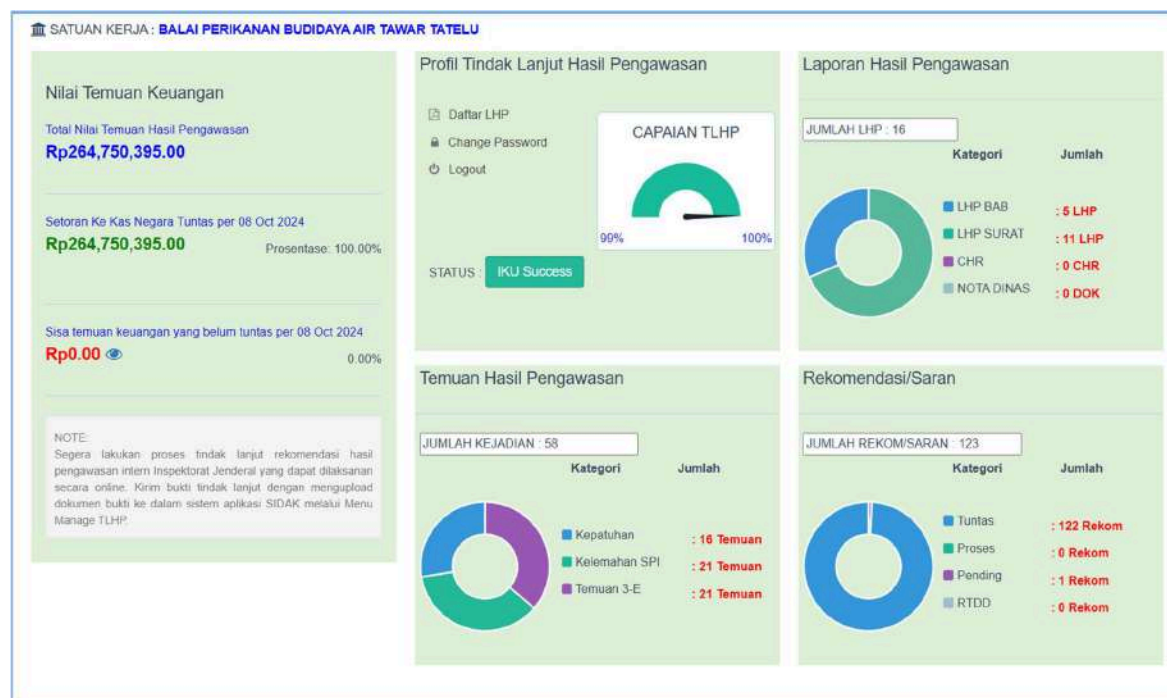 SATUAN KERJA : BALAI PERIKANAN BUDIDAYA AIR TAWAR TATELU
Nilai Temuan Keuangan
Total Nilai Temuan Hasil Pengawasan
Rp264,750,395.00
Setoran Ke Kas Negara Tuntas per 08 Oct 2024
Rp264,750,395.00 Prosentase: 100.00%
Sisa temuan keuangan yang belum tuntas per 08 Oct 2024
Rp0.00 0.00%
NOTE:
Segera lakukan proses tindak lanjut rekomendasi hasil
pengawasan intern Inspektorat Jenderal yang dapat dilaksanan
secara online. Kirim bukti tindak lanjut dengan mengupload
dokumen bukti ke dalam sistem aplikasi SIDAK melalui Menu
Manage TLHP.
Profil Tindak Lanjut Hasil Pengawasan
Daftar LHP
Change Password
Logout
CAPAIAN TLHP
99% 100%
STATUS : IKU Success
Laporan Hasil Pengawasan
JUMLAH LHP : 16
Kategori Jumlah
LHP BAB : 5 LHP
LHP SURAT : 11 LHP
CHR : 0 CHR
NOTA DINAS : 0 DOK
Temuan Hasil Pengawasan
JUMLAH KEJADIAN : 58
Kategori Jumlah
Kepatuhan : 16 Temuan
Kelemahan SPI : 21 Temuan
Temuan 3-E : 21 Temuan
Rekomendasi/Saran
JUMLAH REKOM/SARAN : 123
Kategori Jumlah
Tuntas : 122 Rekom
Proses : 0 Rekom
Pending : 1 Rekom
RTDD : 0 Rekom